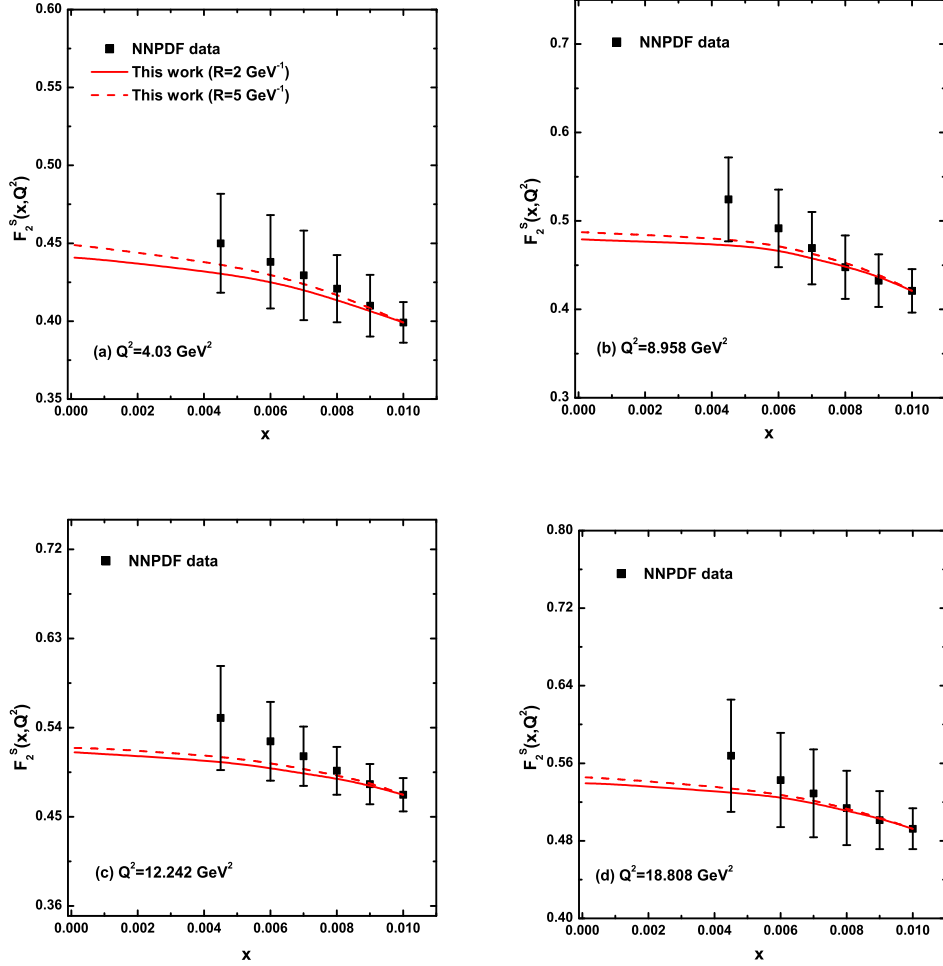 0.60
0.55
0.50
0.45
0.40
0.35
F₂ˢ(x,Q²)
NNPDF data
This work (R=2 GeV⁻¹)
This work (R=5 GeV⁻¹)
(a) Q²=4.03 GeV²
0.000 0.002 0.004 0.006 0.008 0.010
x
0.7
0.6
0.5
0.4
0.3
F₂ˢ(x,Q²)
NNPDF data
(b) Q²=8.958 GeV²
0.000 0.002 0.004 0.006 0.008 0.010
x
0.72
0.63
0.54
0.45
0.36
F₂ˢ(x,Q²)
NNPDF data
(c) Q²=12.242 GeV²
0.000 0.002 0.004 0.006 0.008 0.010
x
0.80
0.72
0.64
0.56
0.48
0.40
F₂ˢ(x,Q²)
NNPDF data
(d) Q²=18.808 GeV²
0.000 0.002 0.004 0.006 0.008 0.010
x